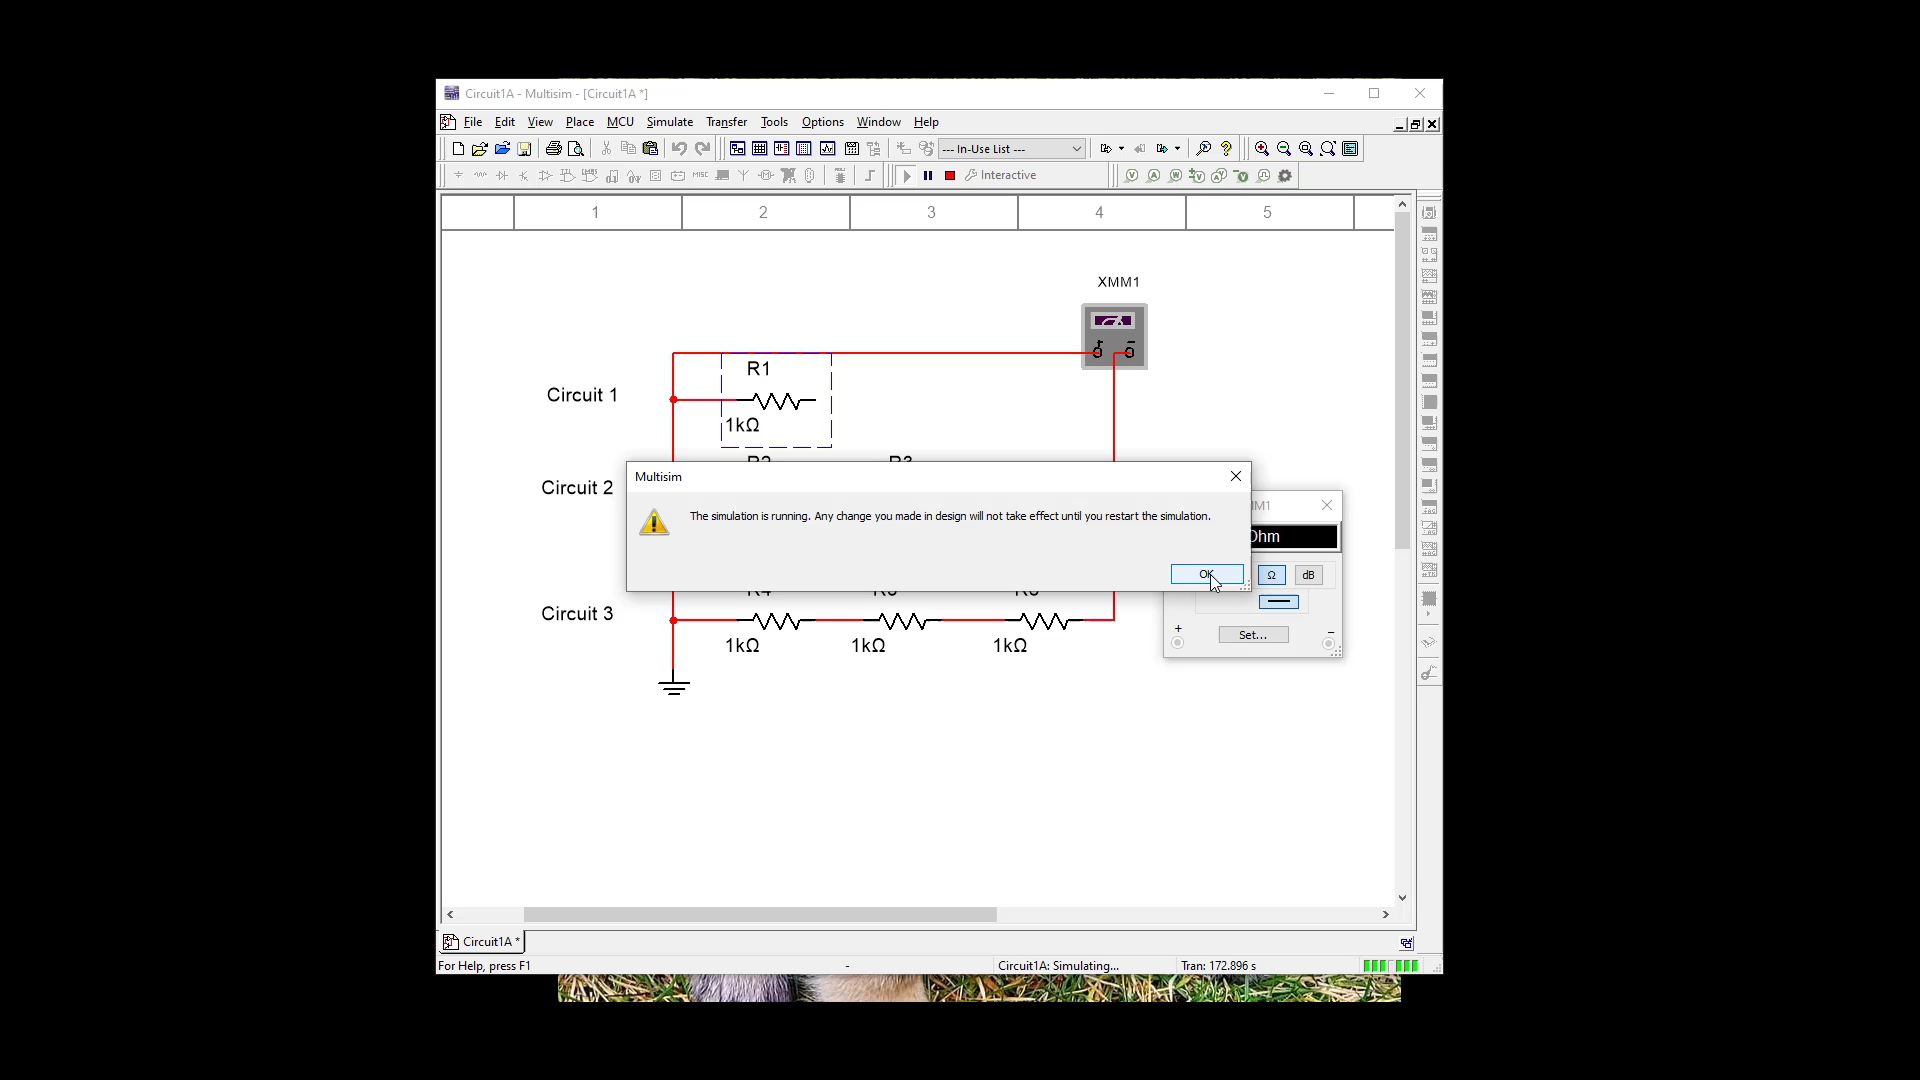 Circuit1A - Multisim - [Circuit1A *]
File Edit View Place MCU Simulate Transfer Tools Options Window Help
--- In-Use List ---
MISC
Interactive
1 2 3 4 5
XMM1
R1
Circuit 1
1kΩ
R2 R3
Multisim
Circuit 2
The simulation is running. Any change you made in design will not take effect until you restart the simulation.
Ohm
OK
Ω dB
Circuit 3
+ Set... -
1kΩ 1kΩ 1kΩ
Circuit1A *
For Help, press F1 - Circuit1A: Simulating... Tran: 172.896 s